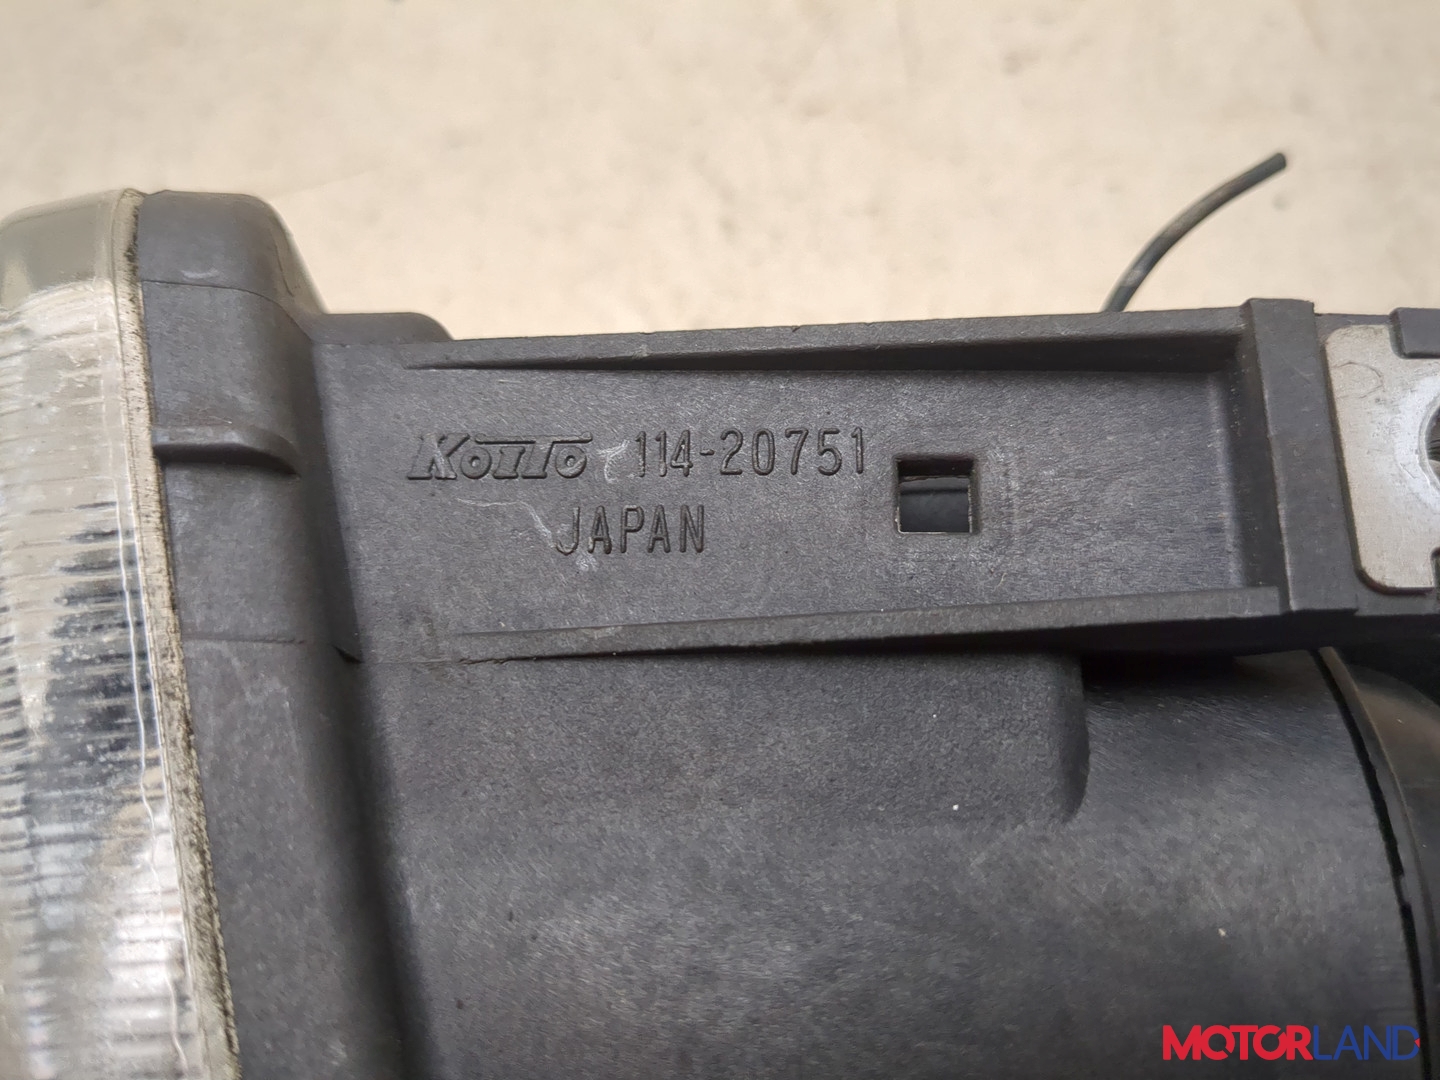 KOITO 114-20751
JAPAN
MOTORLAND